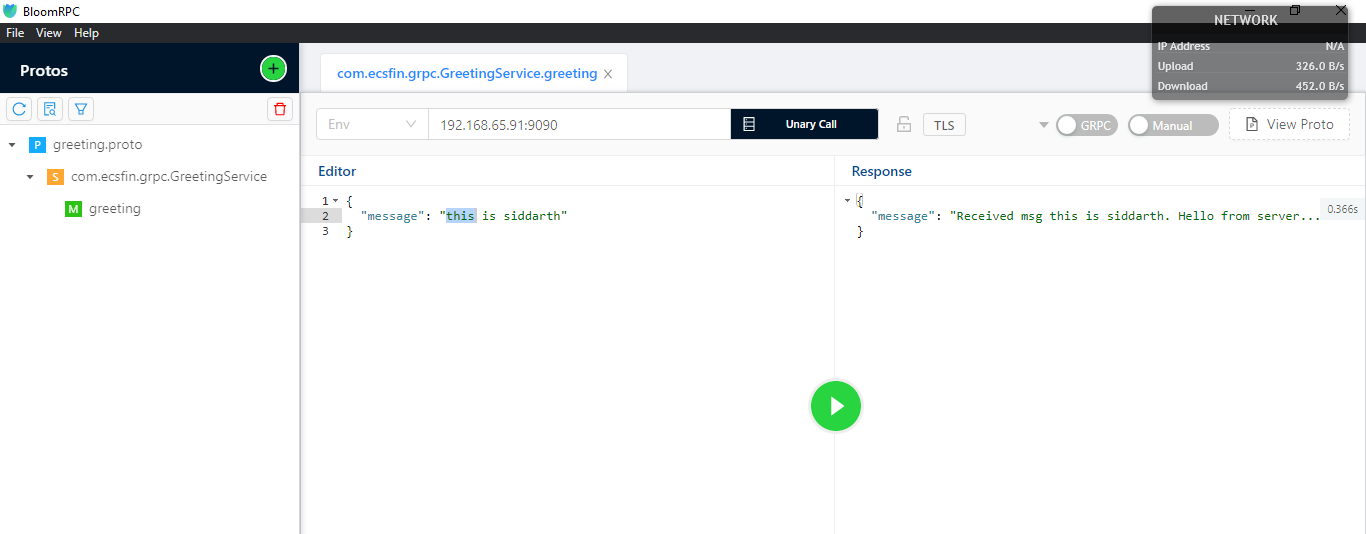 BloomRPC
File View Help
NETWORK
IP Address N/A
Upload 326.0 B/s
Download 452.0 B/s
Protos
com.ecsfin.grpc.GreetingService.greeting
Env
192.168.65.91:9090
Unary Call
TLS
GRPC
Manual
View Proto
P greeting.proto
S com.ecsfin.grpc.GreetingService
M greeting
Editor
1 {
2 "message": "this is siddarth"
3 }
Response
{
"message": "Received msg this is siddarth. Hello from server...
}
0.366s